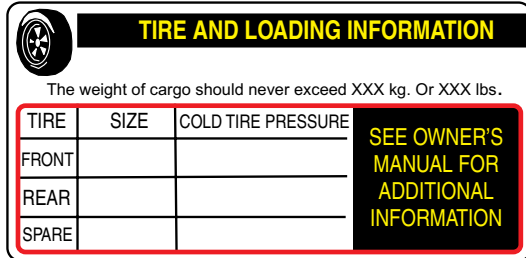 TIRE AND LOADING INFORMATION
The weight of cargo should never exceed XXX kg. Or XXX lbs.
TIRE SIZE COLD TIRE PRESSURE
FRONT
REAR
SPARE
SEE OWNER'S
MANUAL FOR
ADDITIONAL
INFORMATION